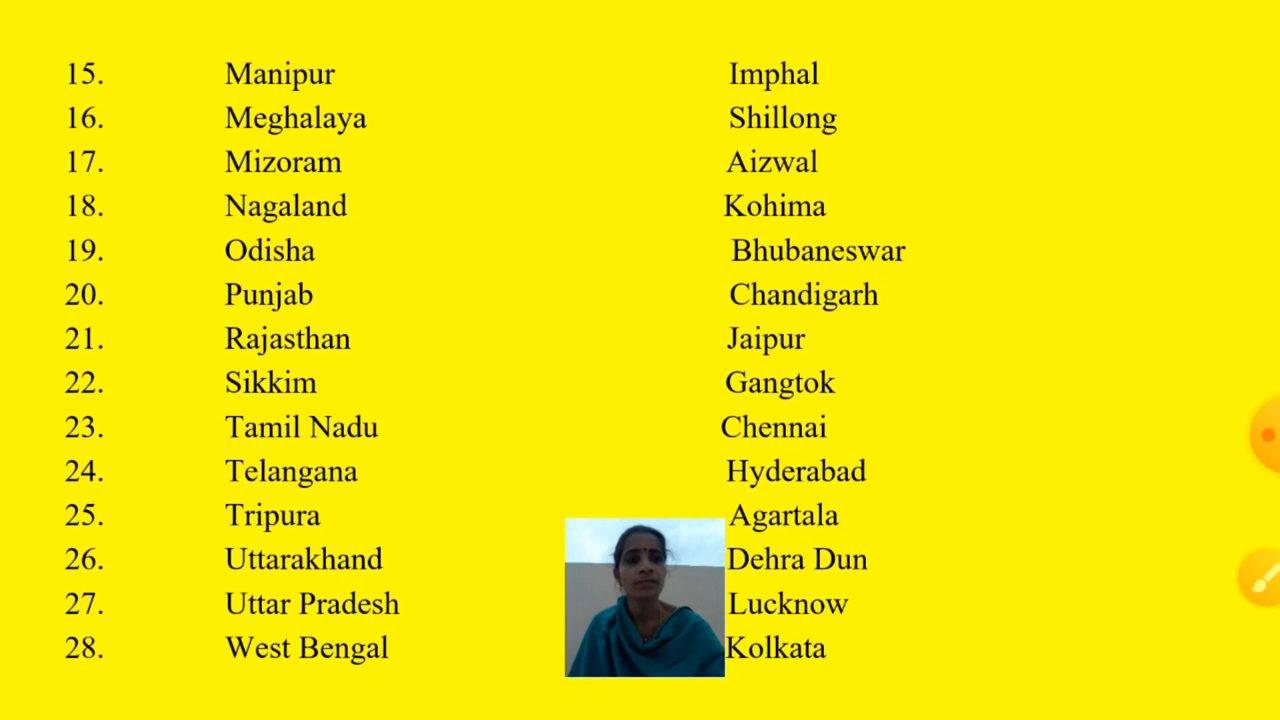 15. Manipur Imphal
16. Meghalaya Shillong
17. Mizoram Aizwal
18. Nagaland Kohima
19. Odisha Bhubaneswar
20. Punjab Chandigarh
21. Rajasthan Jaipur
22. Sikkim Gangtok
23. Tamil Nadu Chennai
24. Telangana Hyderabad
25. Tripura Agartala
26. Uttarakhand Dehra Dun
27. Uttar Pradesh Lucknow
28. West Bengal Kolkata